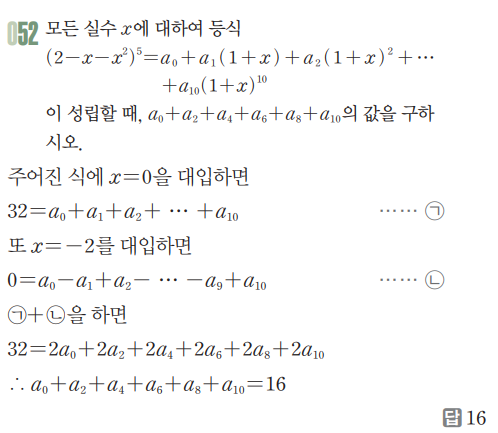 052 모든 실수 x에 대하여 등식
(2-x-x²)⁵=a₀+a₁(1+x)+a₂(1+x)²+⋯
+a₁₀(1+x)¹⁰
이 성립할 때, a₀+a₂+a₄+a₆+a₈+a₁₀의 값을 구하
시오.
주어진 식에 x=0을 대입하면
32=a₀+a₁+a₂+ ⋯ +a₁₀ ⋯⋯ ㉠
또 x=-2를 대입하면
0=a₀-a₁+a₂- ⋯ -a₉+a₁₀ ⋯⋯ ㉡
㉠+㉡을 하면
32=2a₀+2a₂+2a₄+2a₆+2a₈+2a₁₀
∴ a₀+a₂+a₄+a₆+a₈+a₁₀=16
답 16